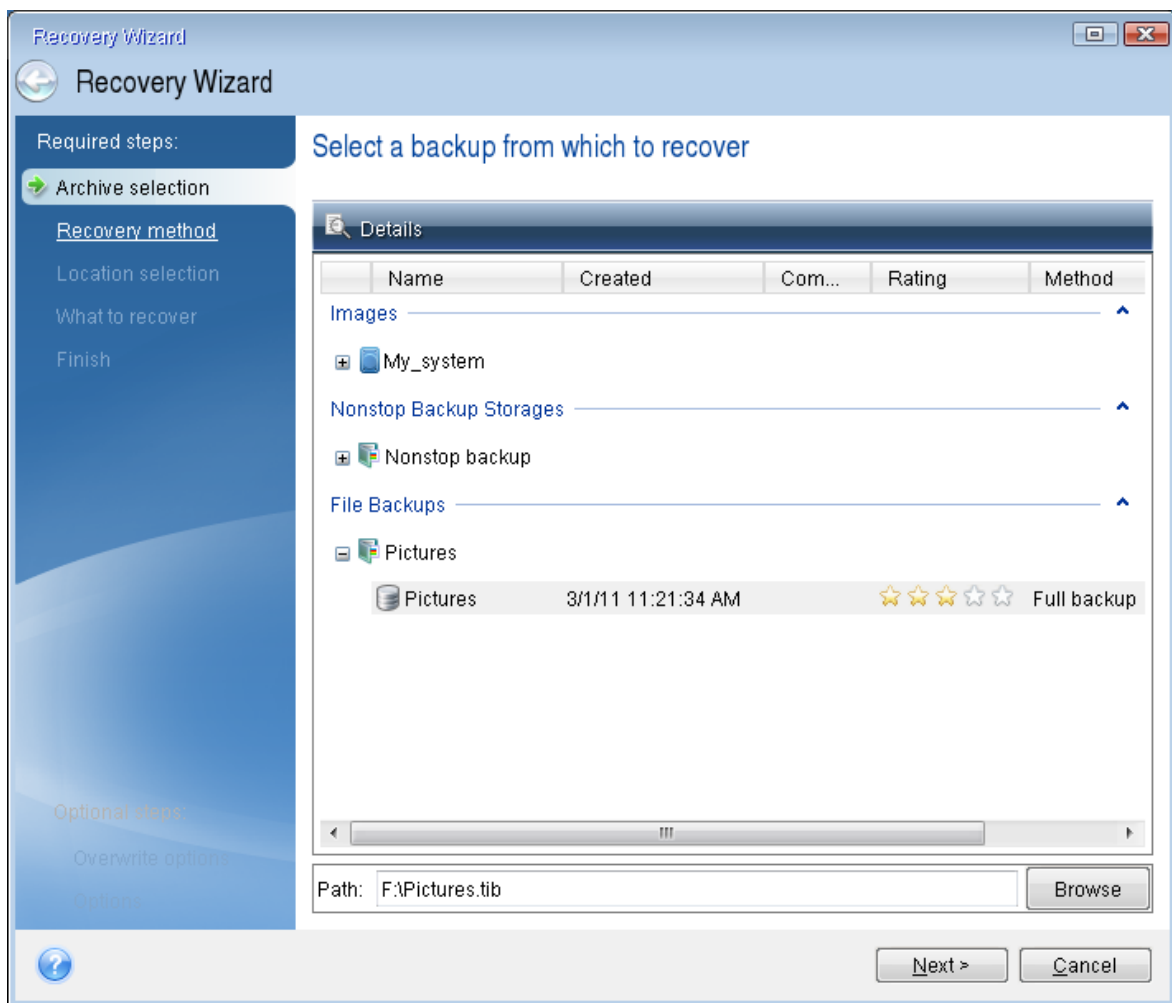 Recovery Wizard
Recovery Wizard
Required steps:
Archive selection
Recovery method
Location selection
What to recover
Finish
Optional steps:
Overwrite options
Options
Select a backup from which to recover
Details
Name Created Com... Rating Method
Images
My_system
Nonstop Backup Storages
Nonstop backup
File Backups
Pictures
Pictures 3/1/11 11:21:34 AM Full backup
Path: F:\Pictures.tib Browse
Next > Cancel